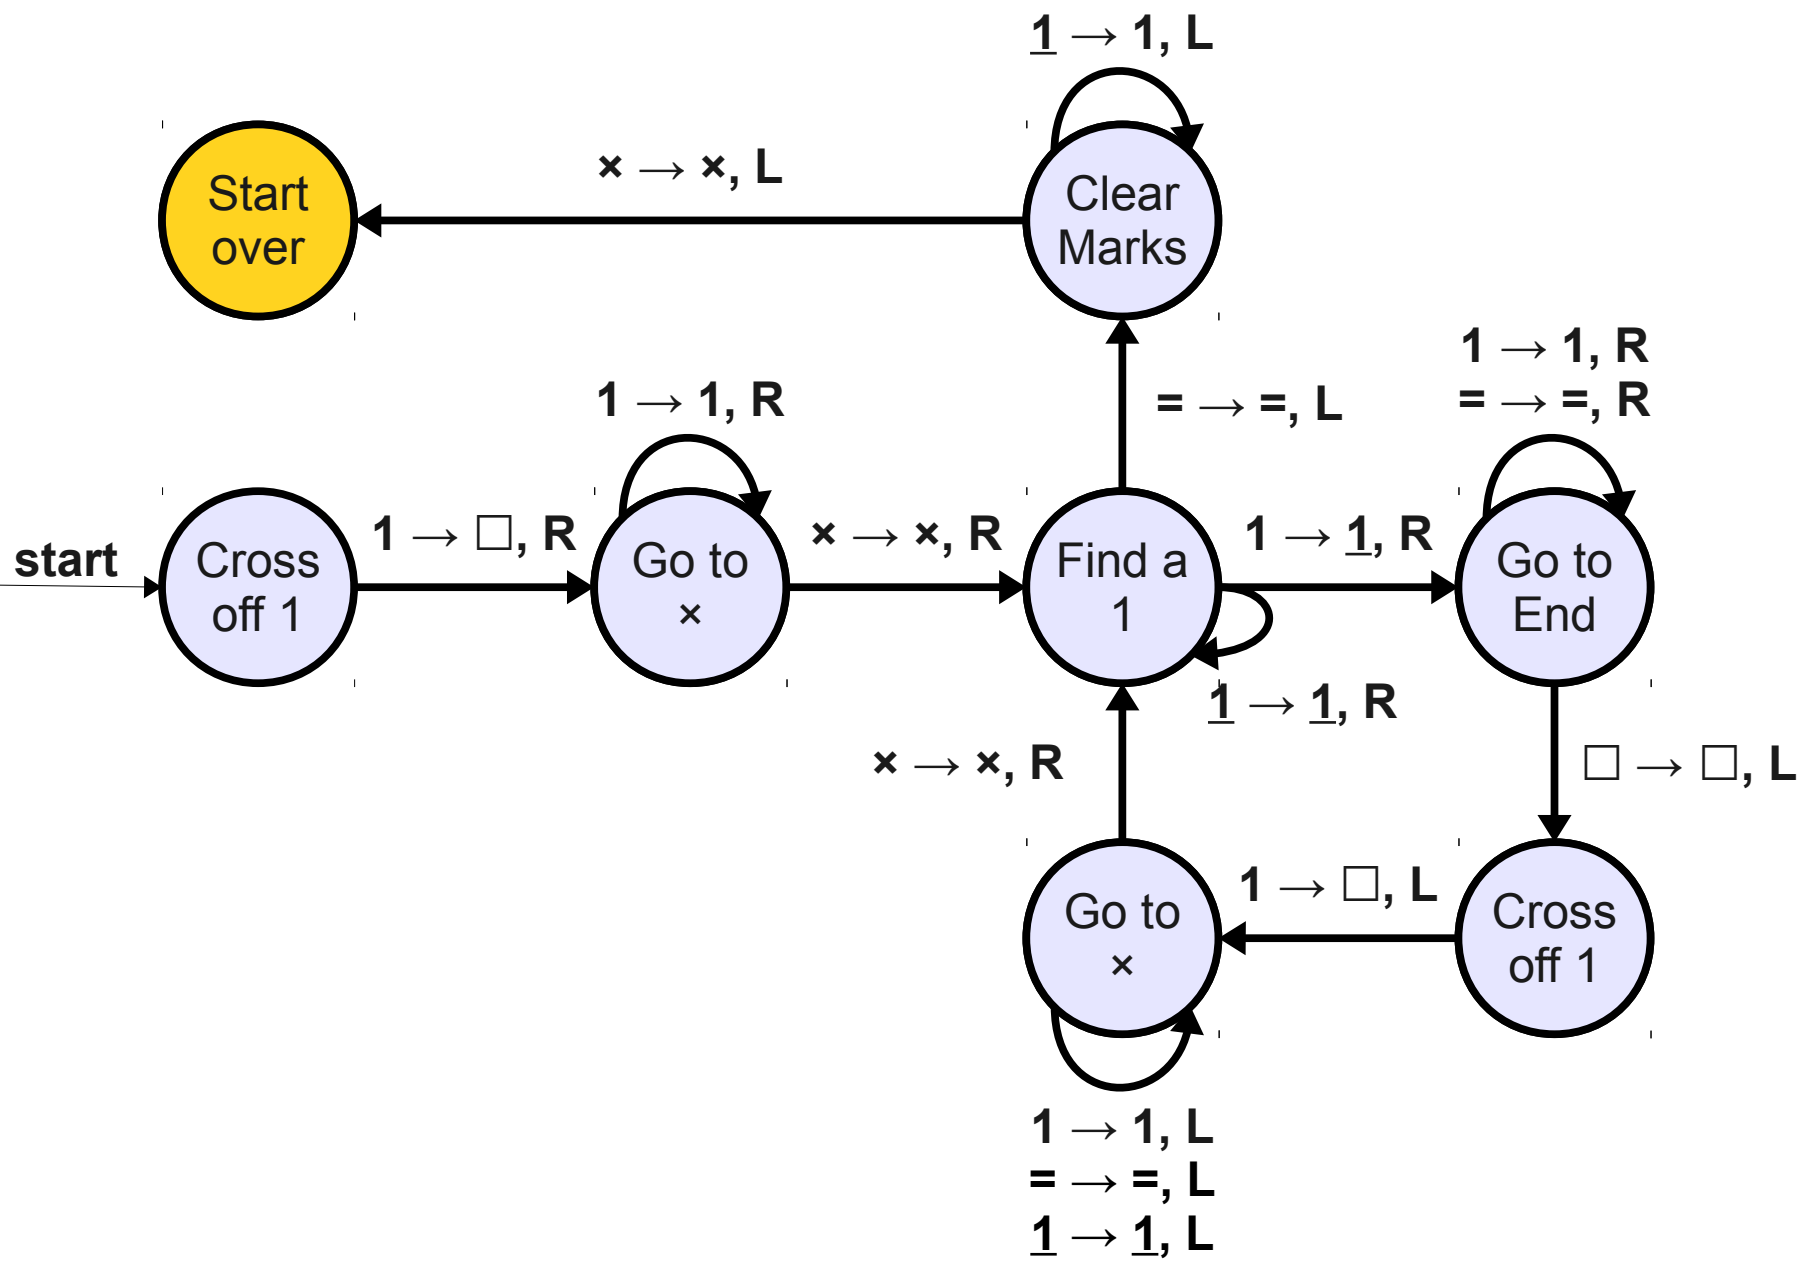 1̲ → 1, L
Start
over
× → ×, L
Clear
Marks
= → =, L
1 → 1, R
= → =, R
1 → 1, R
start
Cross
off 1
1 → □, R
Go to
×
× → ×, R
Find a
1
1 → 1̲, R
Go to
End
1̲ → 1̲, R
× → ×, R
□ → □, L
Go to
×
1 → □, L
Cross
off 1
1 → 1, L
= → =, L
1̲ → 1̲, L